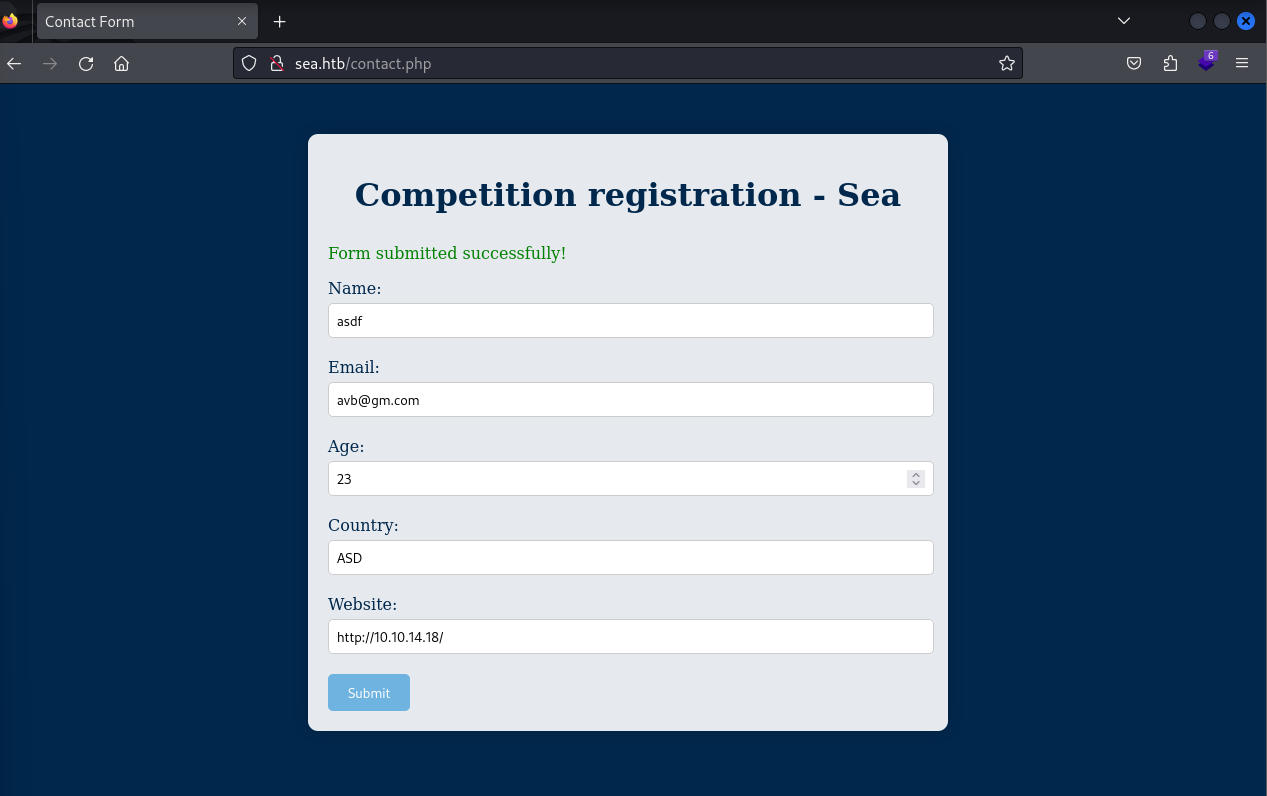 Contact Form
sea.htb/contact.php
6
Competition registration - Sea
Form submitted successfully!
Name:
asdf
Email:
avb@gm.com
Age:
23
Country:
ASD
Website:
http://10.10.14.18/
Submit